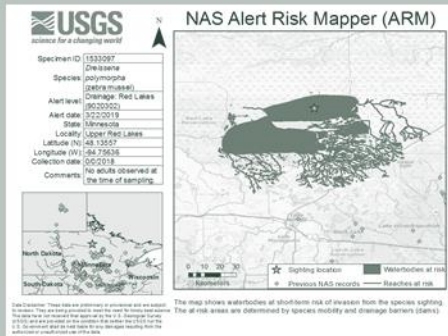 USGS
science for a changing world
N
NAS Alert Risk Mapper (ARM)
Specimen ID: 1533097
Species: Dreissena
polymorpha
(zebra mussel)
Alert level: Drainage: Red Lakes
(9020302)
Alert date: 3/22/2019
State: Minnesota
Locality: Upper Red Lakes
Latitude (N): 48.13557
Longitude (W): -94.75636
Collection date: 0/0/2018
Comments: No adults observed at
the time of sampling.
North Dakota
Minnesota
South Dakota
Wisconsin
0 10 20 30
Kilometers
Sighting location
Waterbodies at risk
Previous NAS records
Reaches at risk
The map shows waterbodies at short-term risk of invasion from the species sighting.
The at-risk areas are determined by species mobility and drainage barriers (dams).